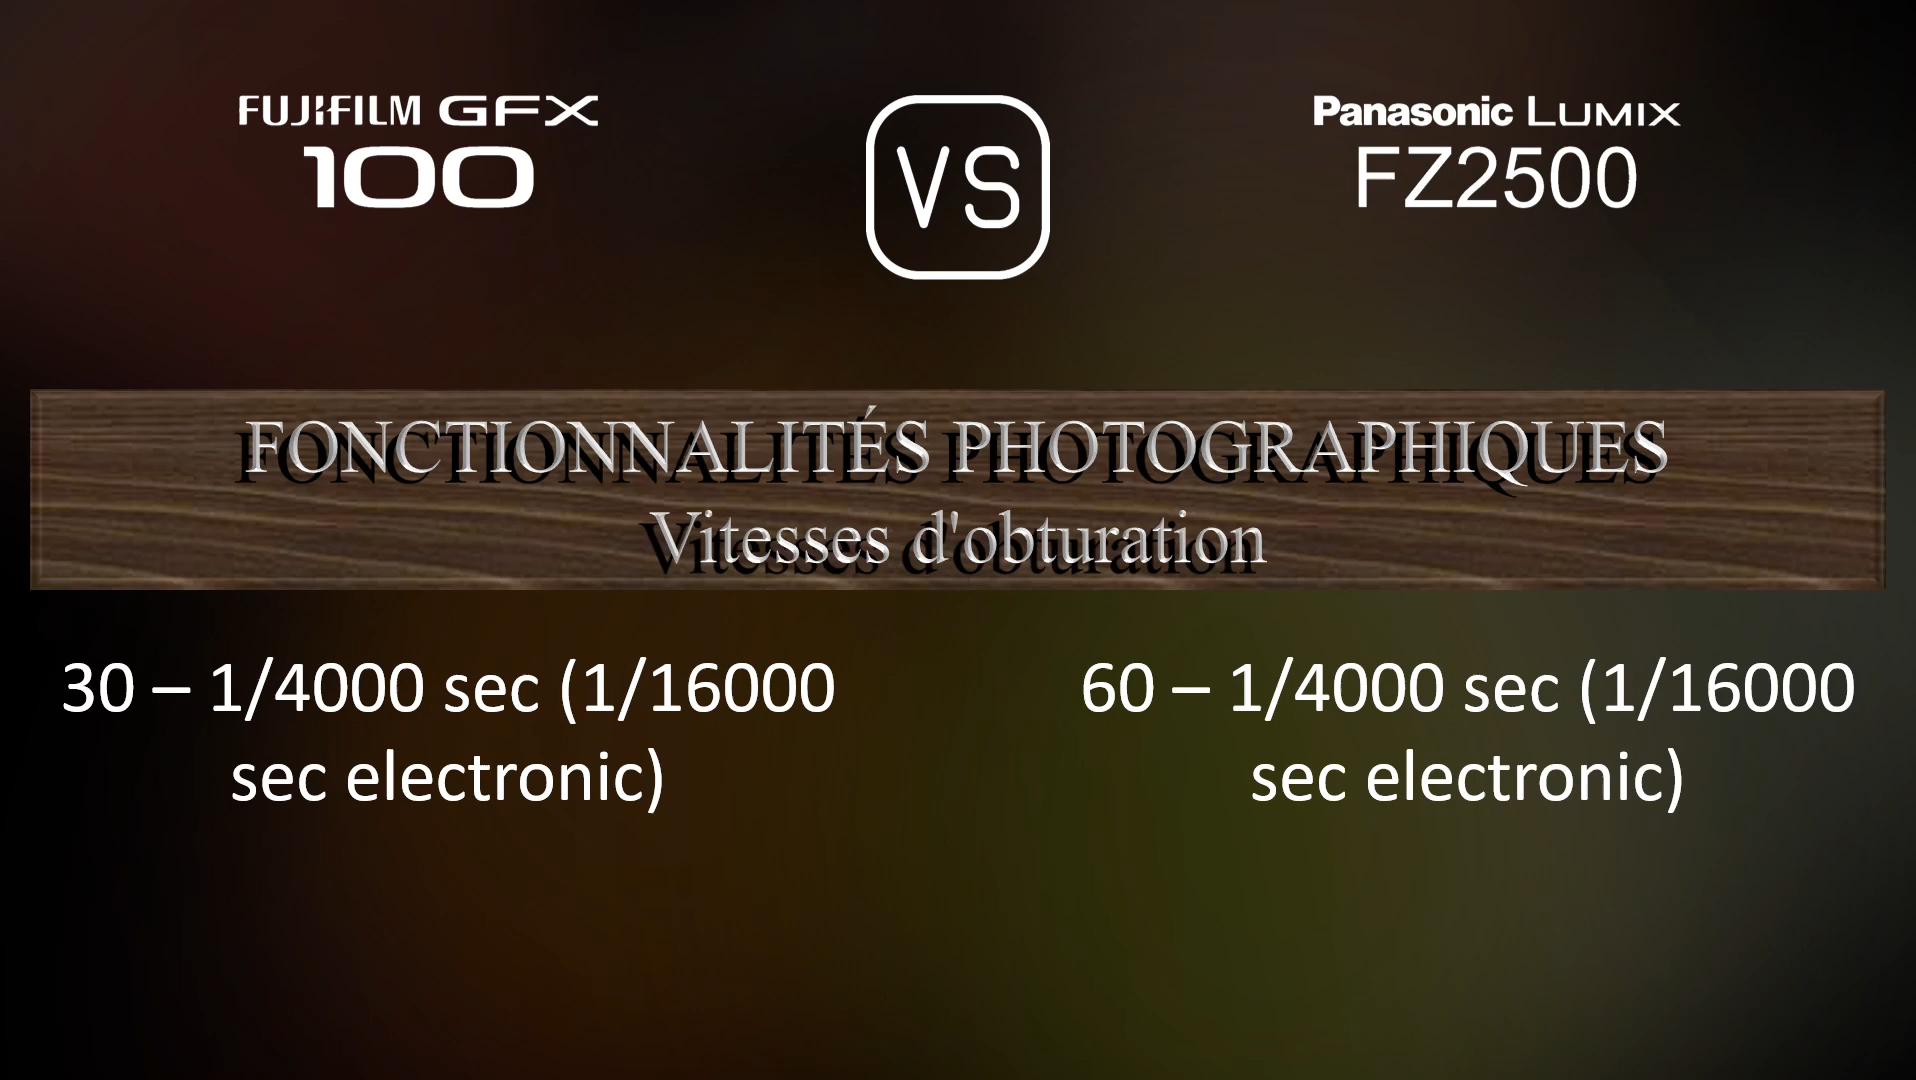 FUJIFILM GFX
100
VS
Panasonic LUMIX
FZ2500
FONCTIONNALITÉS PHOTOGRAPHIQUES
Vitesses d'obturation
30 – 1/4000 sec (1/16000
sec electronic)
60 – 1/4000 sec (1/16000
sec electronic)